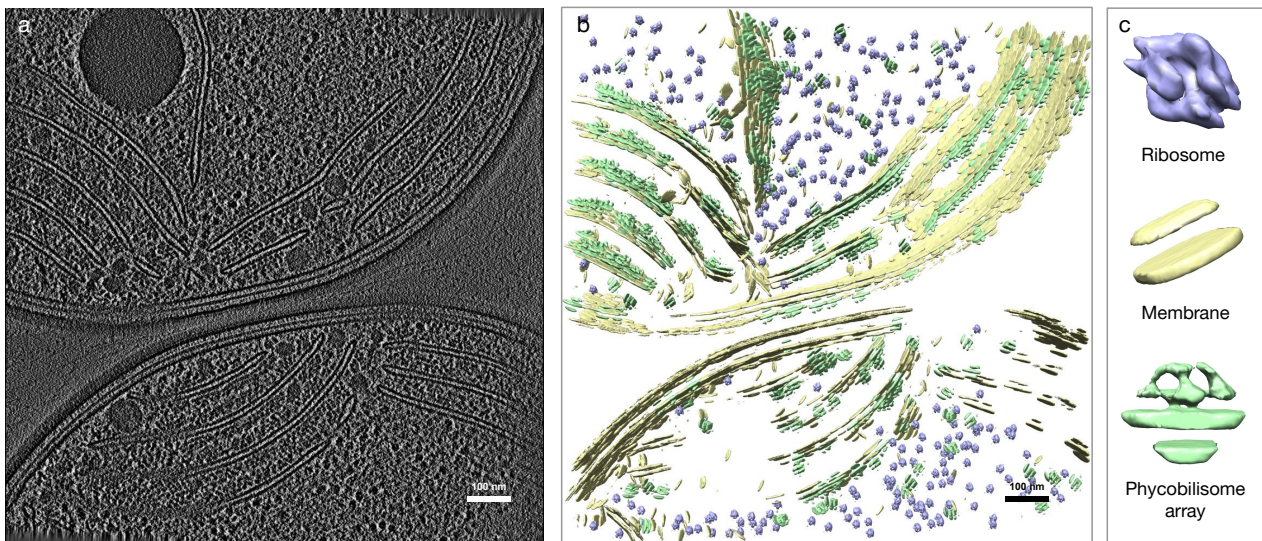 a
100 nm
b
100 nm
c
Ribosome
Membrane
Phycobilisome
array